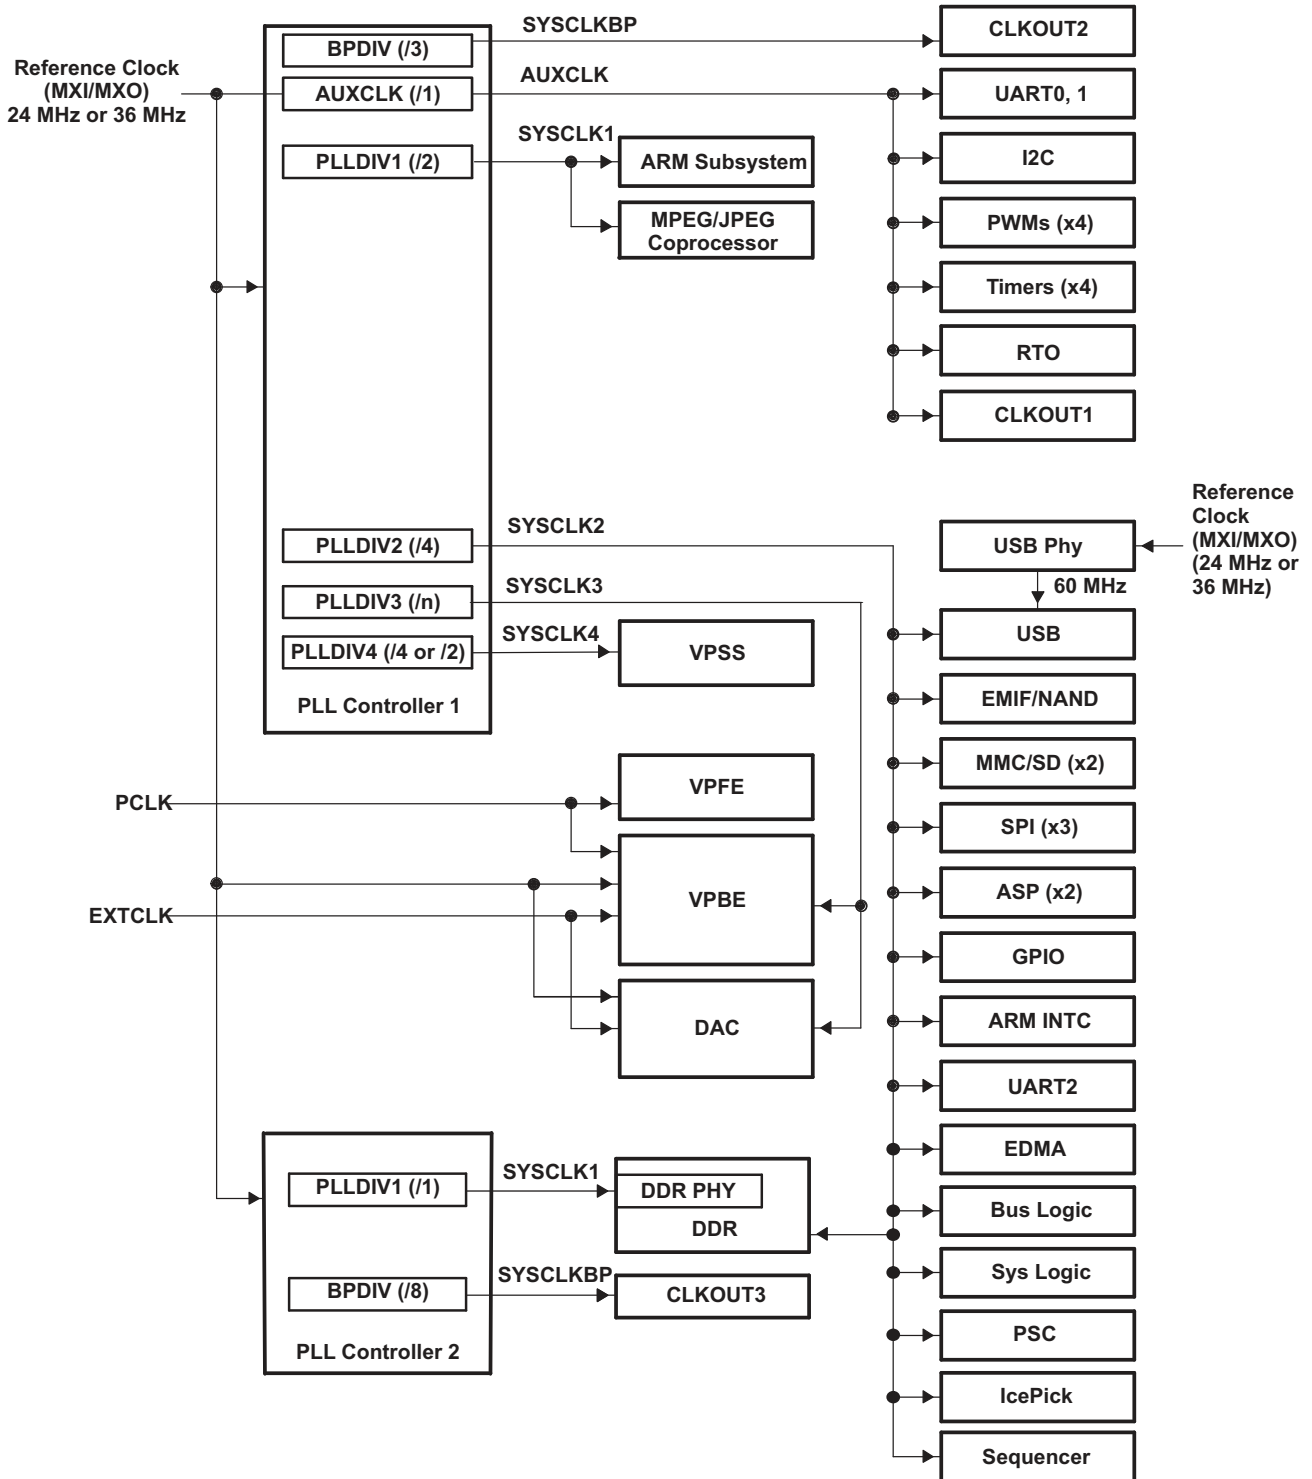 SYSCLKBP
CLKOUT2
BPDIV (/3)
Reference Clock
(MXI/MXO)
24 MHz or 36 MHz
AUXCLK
AUXCLK (/1)
UART0, 1
SYSCLK1
PLLDIV1 (/2)
ARM Subsystem
I2C
MPEG/JPEG
Coprocessor
PWMs (x4)
Timers (x4)
RTO
CLKOUT1
Reference
Clock
(MXI/MXO)
(24 MHz or
36 MHz)
SYSCLK2
PLLDIV2 (/4)
USB Phy
60 MHz
SYSCLK3
PLLDIV3 (/n)
USB
SYSCLK4
PLLDIV4 (/4 or /2)
VPSS
PLL Controller 1
EMIF/NAND
MMC/SD (x2)
PCLK
VPFE
SPI (x3)
VPBE
ASP (x2)
EXTCLK
GPIO
DAC
ARM INTC
UART2
EDMA
SYSCLK1
PLLDIV1 (/1)
DDR PHY
DDR
Bus Logic
SYSCLKBP
BPDIV (/8)
CLKOUT3
Sys Logic
PLL Controller 2
PSC
IcePick
Sequencer